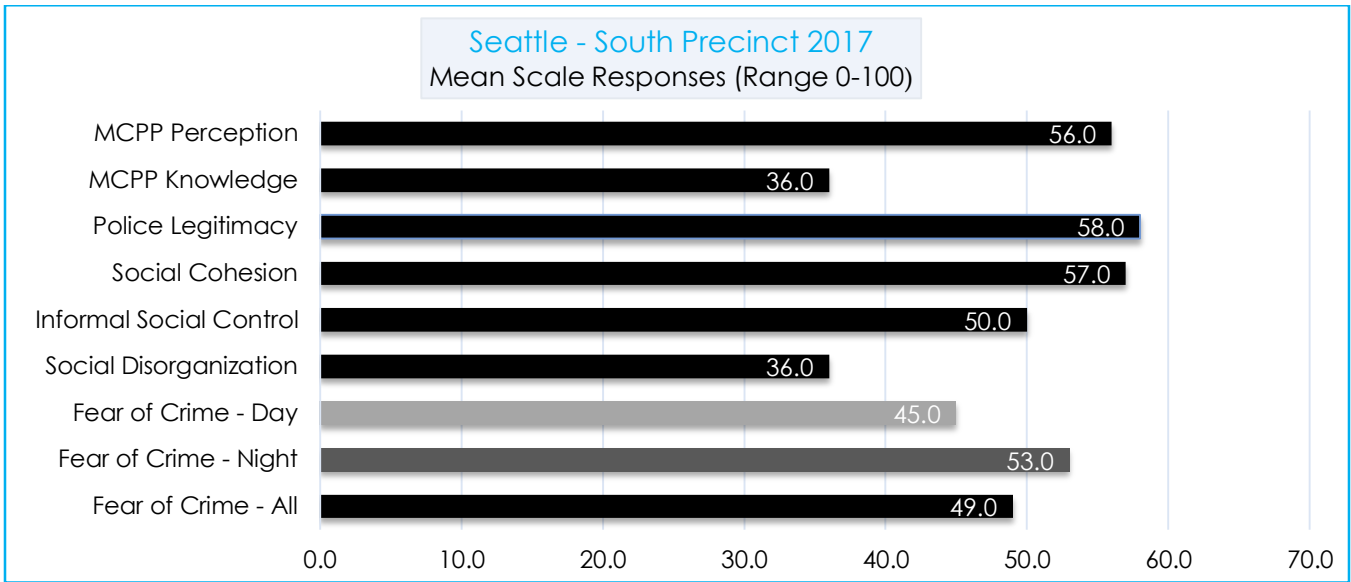 Seattle - South Precinct 2017
Mean Scale Responses (Range 0-100)
MCPP Perception 56.0
MCPP Knowledge 36.0
Police Legitimacy 58.0
Social Cohesion 57.0
Informal Social Control 50.0
Social Disorganization 36.0
Fear of Crime - Day 45.0
Fear of Crime - Night 53.0
Fear of Crime - All 49.0
0.0 10.0 20.0 30.0 40.0 50.0 60.0 70.0